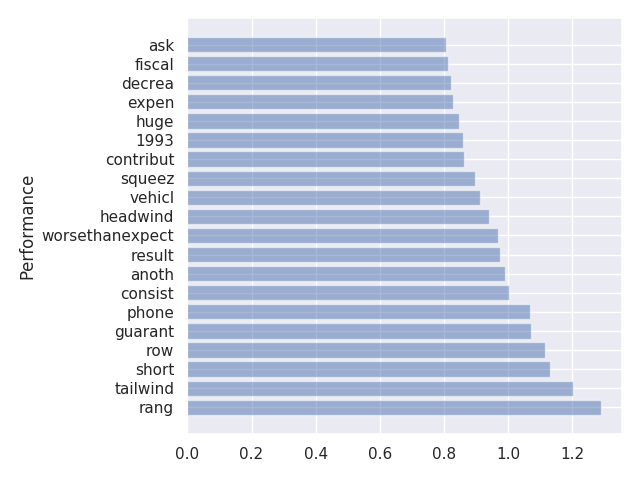 Performance
ask
fiscal
decrea
expen
huge
1993
contribut
squeez
vehicl
headwind
worsethanexpect
result
anoth
consist
phone
guarant
row
short
tailwind
rang
0.0 0.2 0.4 0.6 0.8 1.0 1.2